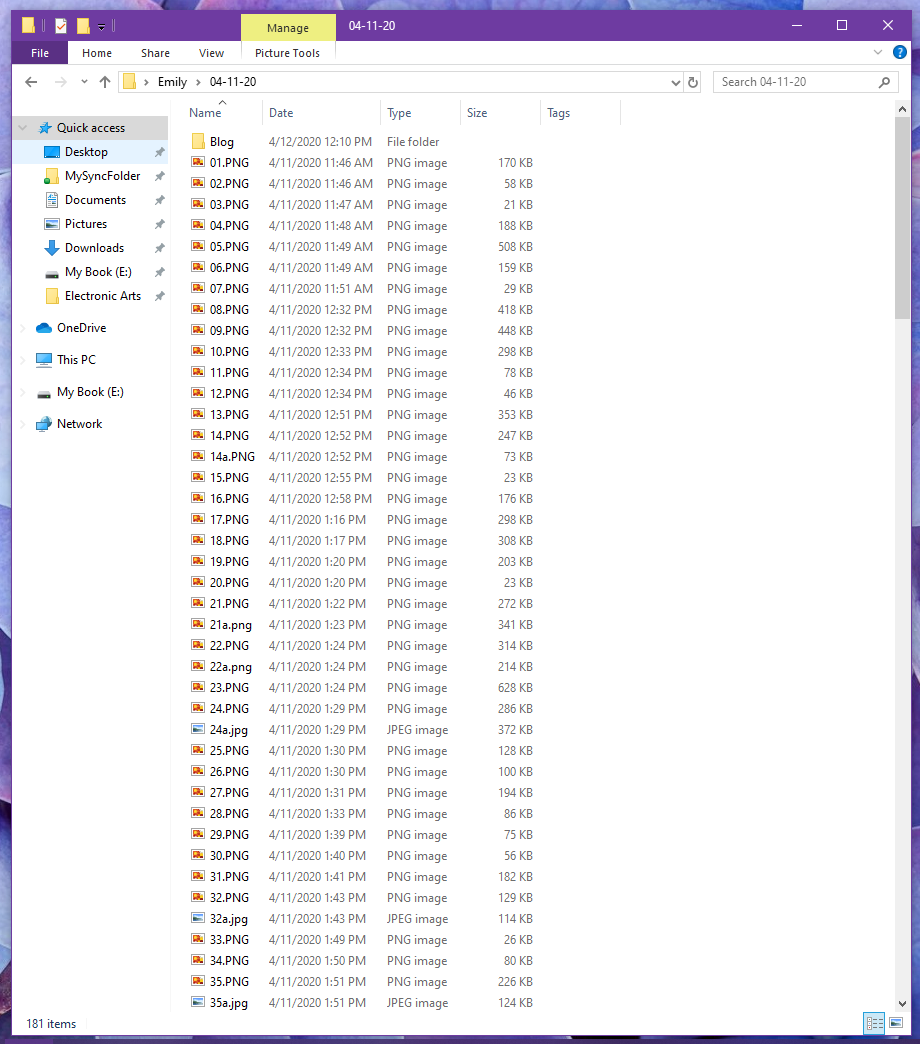 Manage 04-11-20
File Home Share View Picture Tools
Emily 04-11-20 Search 04-11-20
Name Date Type Size Tags
Quick access
Desktop
MySyncFolder
Documents
Pictures
Downloads
My Book (E:)
Electronic Arts
OneDrive
This PC
My Book (E:)
Network
Blog 4/12/2020 12:10 PM File folder
01.PNG 4/11/2020 11:46 AM PNG image 170 KB
02.PNG 4/11/2020 11:46 AM PNG image 58 KB
03.PNG 4/11/2020 11:47 AM PNG image 21 KB
04.PNG 4/11/2020 11:48 AM PNG image 188 KB
05.PNG 4/11/2020 11:49 AM PNG image 508 KB
06.PNG 4/11/2020 11:49 AM PNG image 159 KB
07.PNG 4/11/2020 11:51 AM PNG image 29 KB
08.PNG 4/11/2020 12:32 PM PNG image 418 KB
09.PNG 4/11/2020 12:32 PM PNG image 448 KB
10.PNG 4/11/2020 12:33 PM PNG image 298 KB
11.PNG 4/11/2020 12:34 PM PNG image 78 KB
12.PNG 4/11/2020 12:34 PM PNG image 46 KB
13.PNG 4/11/2020 12:51 PM PNG image 353 KB
14.PNG 4/11/2020 12:52 PM PNG image 247 KB
14a.PNG 4/11/2020 12:52 PM PNG image 73 KB
15.PNG 4/11/2020 12:55 PM PNG image 23 KB
16.PNG 4/11/2020 12:58 PM PNG image 176 KB
17.PNG 4/11/2020 1:16 PM PNG image 298 KB
18.PNG 4/11/2020 1:17 PM PNG image 308 KB
19.PNG 4/11/2020 1:20 PM PNG image 203 KB
20.PNG 4/11/2020 1:20 PM PNG image 23 KB
21.PNG 4/11/2020 1:22 PM PNG image 272 KB
21a.png 4/11/2020 1:23 PM PNG image 341 KB
22.PNG 4/11/2020 1:24 PM PNG image 314 KB
22a.png 4/11/2020 1:24 PM PNG image 214 KB
23.PNG 4/11/2020 1:24 PM PNG image 628 KB
24.PNG 4/11/2020 1:29 PM PNG image 286 KB
24a.jpg 4/11/2020 1:29 PM JPEG image 372 KB
25.PNG 4/11/2020 1:30 PM PNG image 128 KB
26.PNG 4/11/2020 1:30 PM PNG image 100 KB
27.PNG 4/11/2020 1:31 PM PNG image 194 KB
28.PNG 4/11/2020 1:33 PM PNG image 86 KB
29.PNG 4/11/2020 1:39 PM PNG image 75 KB
30.PNG 4/11/2020 1:40 PM PNG image 56 KB
31.PNG 4/11/2020 1:41 PM PNG image 182 KB
32.PNG 4/11/2020 1:43 PM PNG image 129 KB
32a.jpg 4/11/2020 1:43 PM JPEG image 114 KB
33.PNG 4/11/2020 1:49 PM PNG image 26 KB
34.PNG 4/11/2020 1:50 PM PNG image 80 KB
35.PNG 4/11/2020 1:51 PM PNG image 226 KB
35a.jpg 4/11/2020 1:51 PM JPEG image 124 KB
181 items